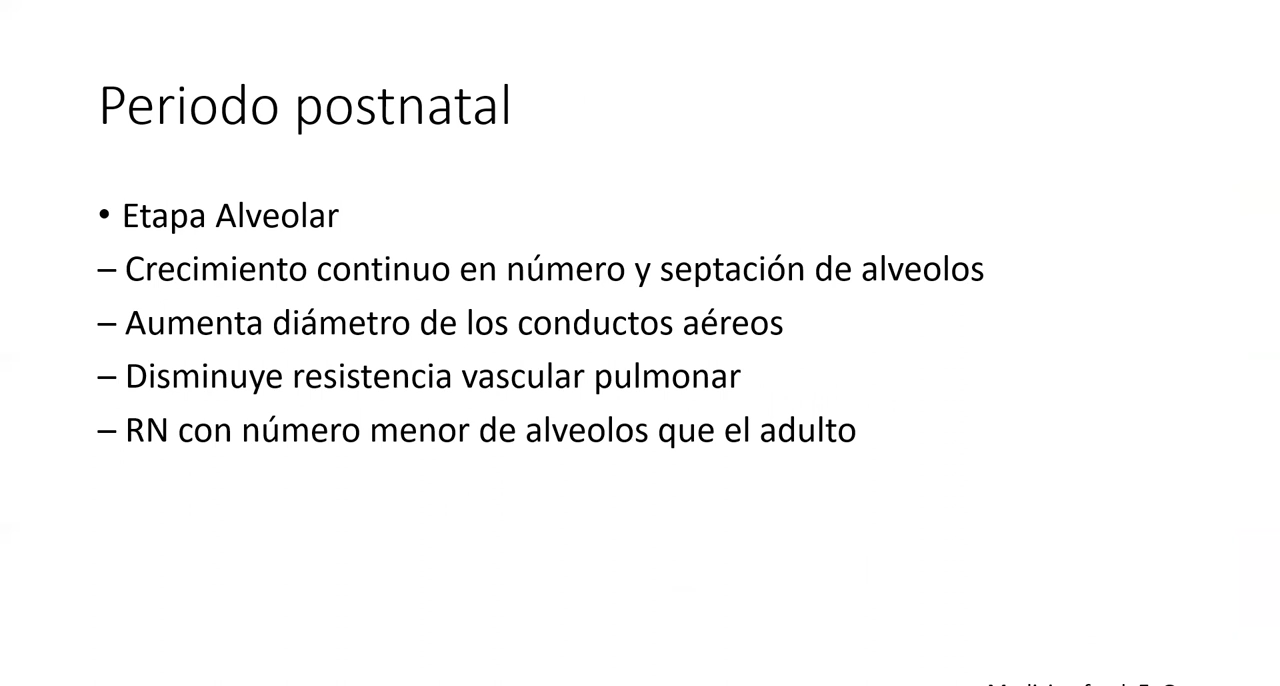 Periodo postnatal
• Etapa Alveolar
– Crecimiento continuo en número y septación de alveolos
– Aumenta diámetro de los conductos aéreos
– Disminuye resistencia vascular pulmonar
– RN con número menor de alveolos que el adulto